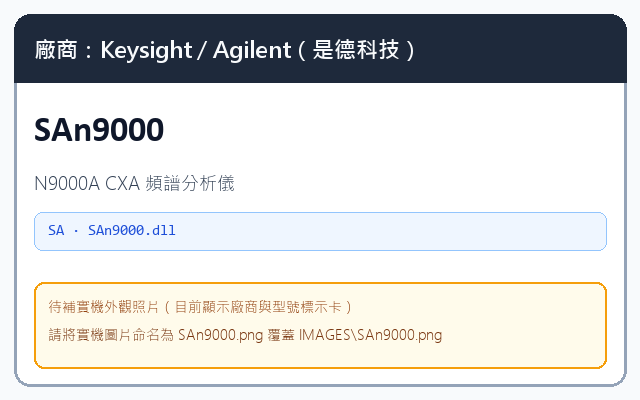 廠商：Keysight / Agilent（是德科技）
SAn9000
N9000A CXA 頻譜分析儀
SA · SAn9000.dll
待補實機外觀照片（目前顯示廠商與型號標示卡）
請將實機圖片命名為 SAn9000.png 覆蓋 IMAGES\SAn9000.png